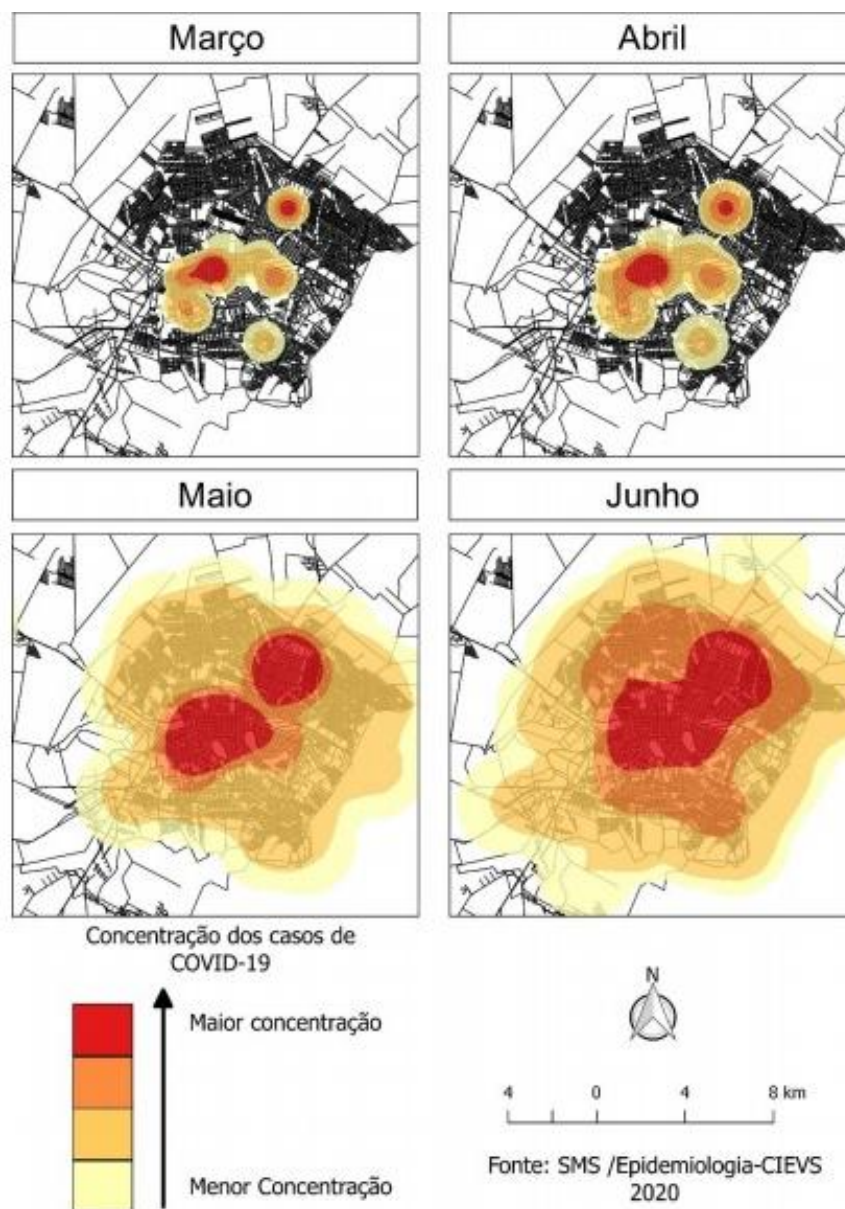 Março
Abril
Maio
Junho
Concentração dos casos de
COVID-19
Maior concentração
Menor Concentração
N
4 0 4 8 km
Fonte: SMS /Epidemiologia-CIEVS
2020